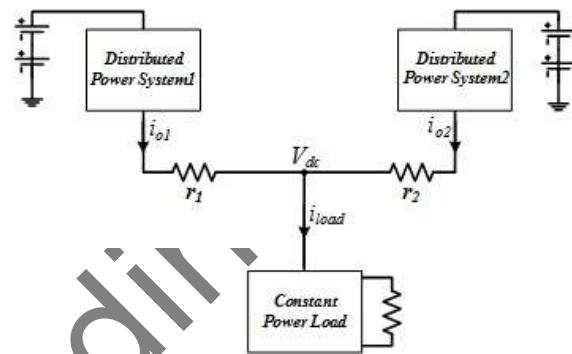 Distributed
Power System1
Distributed
Power System2
i_o1
i_o2
V_dc
r_1
r_2
i_load
Constant
Power Load